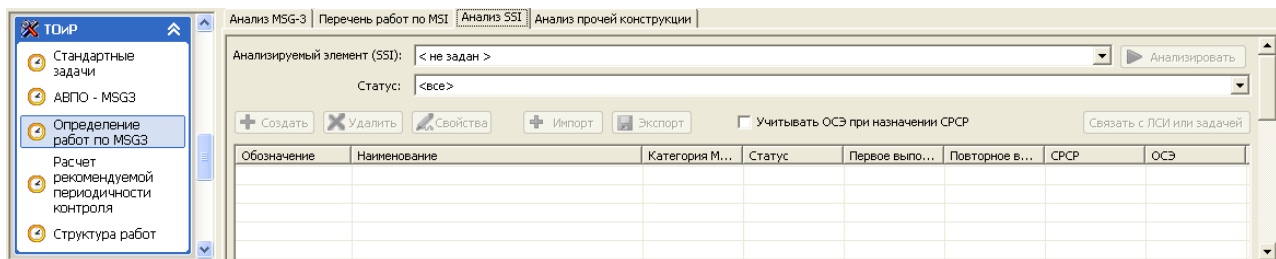 ТОиР
Стандартные
задачи
АВПО - MSG3
Определение
работ по MSG3
Расчет
рекомендуемой
периодичности
контроля
Структура работ
Анализ MSG-3 Перечень работ по MSI Анализ SSI Анализ прочей конструкции
Анализируемый элемент (SSI): < не задан > Анализировать
Статус: <все>
Создать Удалить Свойства Импорт Экспорт Учитывать ОСЭ при назначении СРСР Связать с ЛСИ или задачей
Обозначение Наименование Категория М... Статус Первое выпо... Повторное в... СРСР ОСЭ